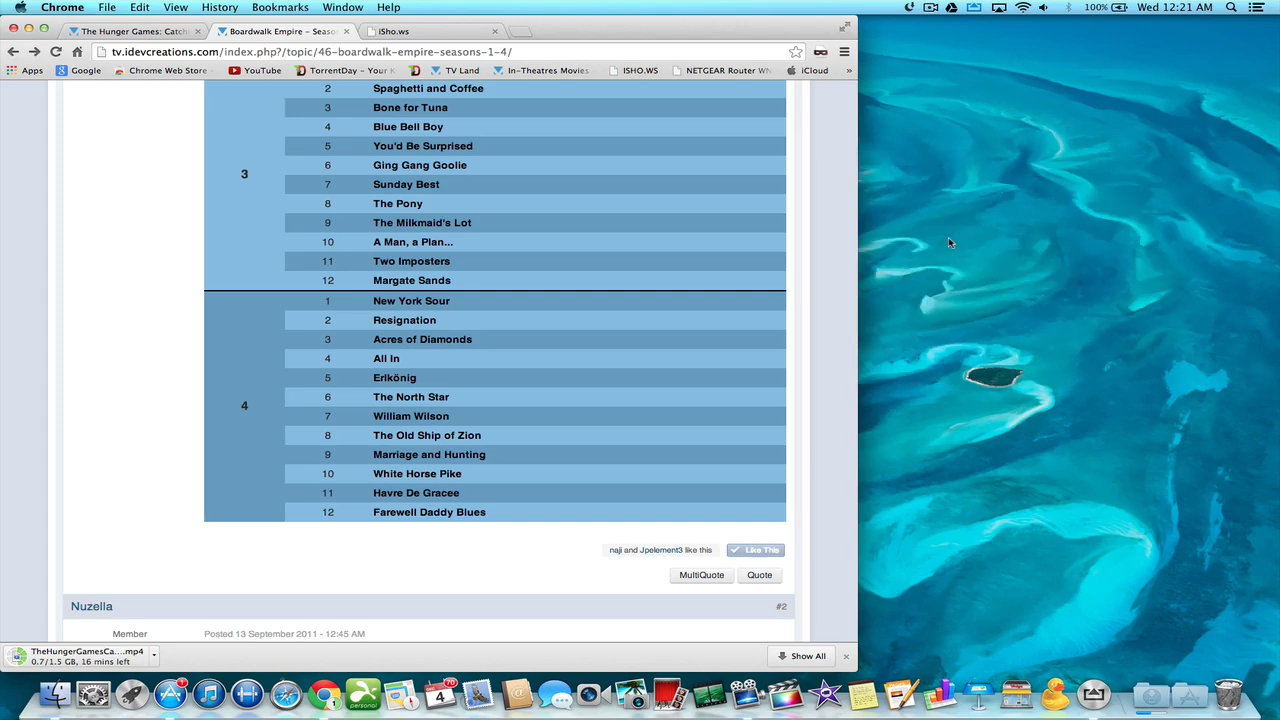 Chrome File Edit View History Bookmarks Window Help 100% Wed 12:21 AM
The Hunger Games: Catchi Boardwalk Empire – Season iSho.ws
tv.idevcreations.com/index.php?/topic/46-boardwalk-empire-seasons-1-4/
Apps Google Chrome Web Store YouTube TorrentDay - Your TV Land In-Theatres Movies ISHO.WS NETGEAR Router iCloud »
2 Spaghetti and Coffee
3 Bone for Tuna
4 Blue Bell Boy
5 You'd Be Surprised
6 Ging Gang Goolie
3
7 Sunday Best
8 The Pony
9 The Milkmaid's Lot
10 A Man, a Plan...
11 Two Imposters
12 Margate Sands
1 New York Sour
2 Resignation
3 Acres of Diamonds
4 All In
5 Erlkönig
6 The North Star
4
7 William Wilson
8 The Old Ship of Zion
9 Marriage and Hunting
10 White Horse Pike
11 Havre De Gracee
12 Farewell Daddy Blues
naji and Jpelement3 like this Like This
MultiQuote Quote
Nuzella #2
Member Posted 13 September 2011 - 12:45 AM
TheHungerGamesCa....mp4
0.7/1.5 GB, 16 mins left
Show All
1 4 70 personal